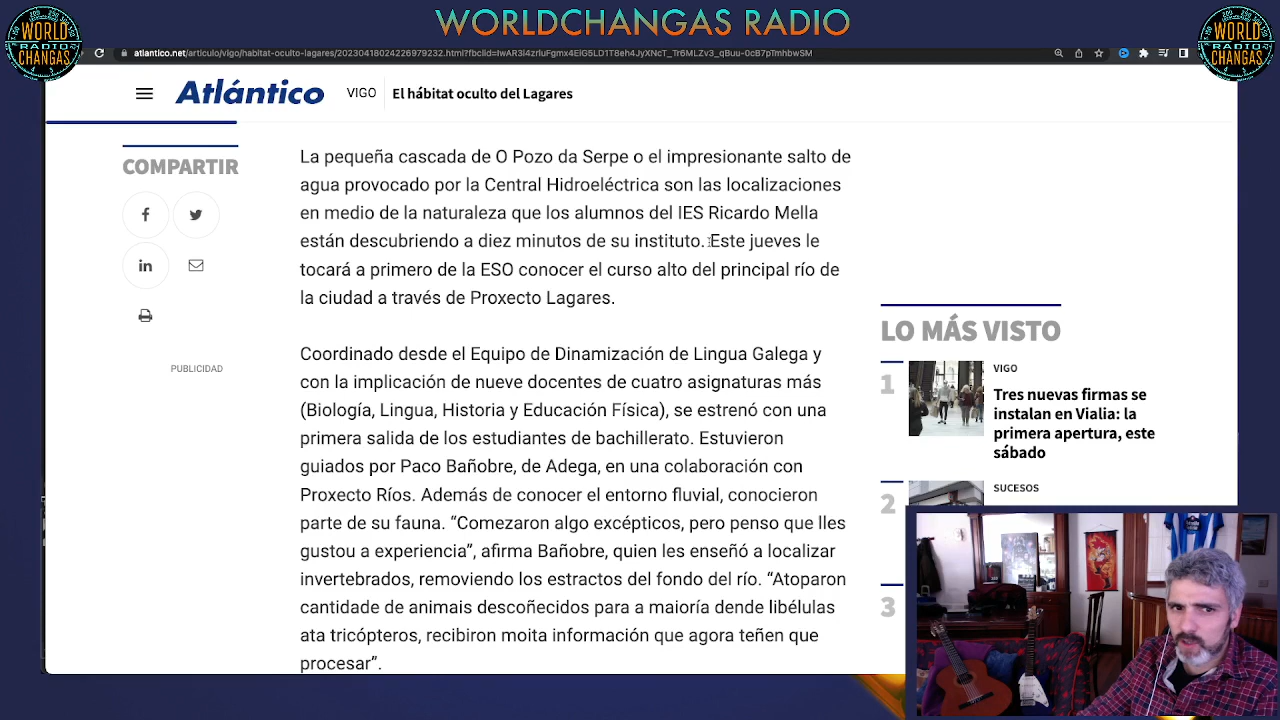 WORLDCHANGAS RADIO
WORLD
RADIO
CHANGAS
WORLD
RADIO
CHANGAS
atlantico.net/articulo/vigo/habitat-oculto-lagares/20230418024226979232.html
Atlántico
VIGO
El hábitat oculto del Lagares
COMPARTIR
La pequeña cascada de O Pozo da Serpe o el impresionante salto de
agua provocado por la Central Hidroeléctrica son las localizaciones
en medio de la naturaleza que los alumnos del IES Ricardo Mella
están descubriendo a diez minutos de su instituto. Este jueves le
tocará a primero de la ESO conocer el curso alto del principal río de
la ciudad a través de Proxecto Lagares.
PUBLICIDAD
Coordinado desde el Equipo de Dinamización de Lingua Galega y
con la implicación de nueve docentes de cuatro asignaturas más
(Biología, Lingua, Historia y Educación Física), se estrenó con una
primera salida de los estudiantes de bachillerato. Estuvieron
guiados por Paco Bañobre, de Adega, en una colaboración con
Proxecto Ríos. Además de conocer el entorno fluvial, conocieron
parte de su fauna. “Comezaron algo excépticos, pero penso que lles
gustou a experiencia”, afirma Bañobre, quien les enseñó a localizar
invertebrados, removiendo los estractos del fondo del río. “Atoparon
cantidade de animais descoñecidos para a maioría dende libélulas
ata tricópteros, recibiron moita información que agora teñen que
procesar”.
LO MÁS VISTO
1
VIGO
Tres nuevas firmas se
instalan en Vialia: la
primera apertura, este
sábado
2
SUCESOS
3